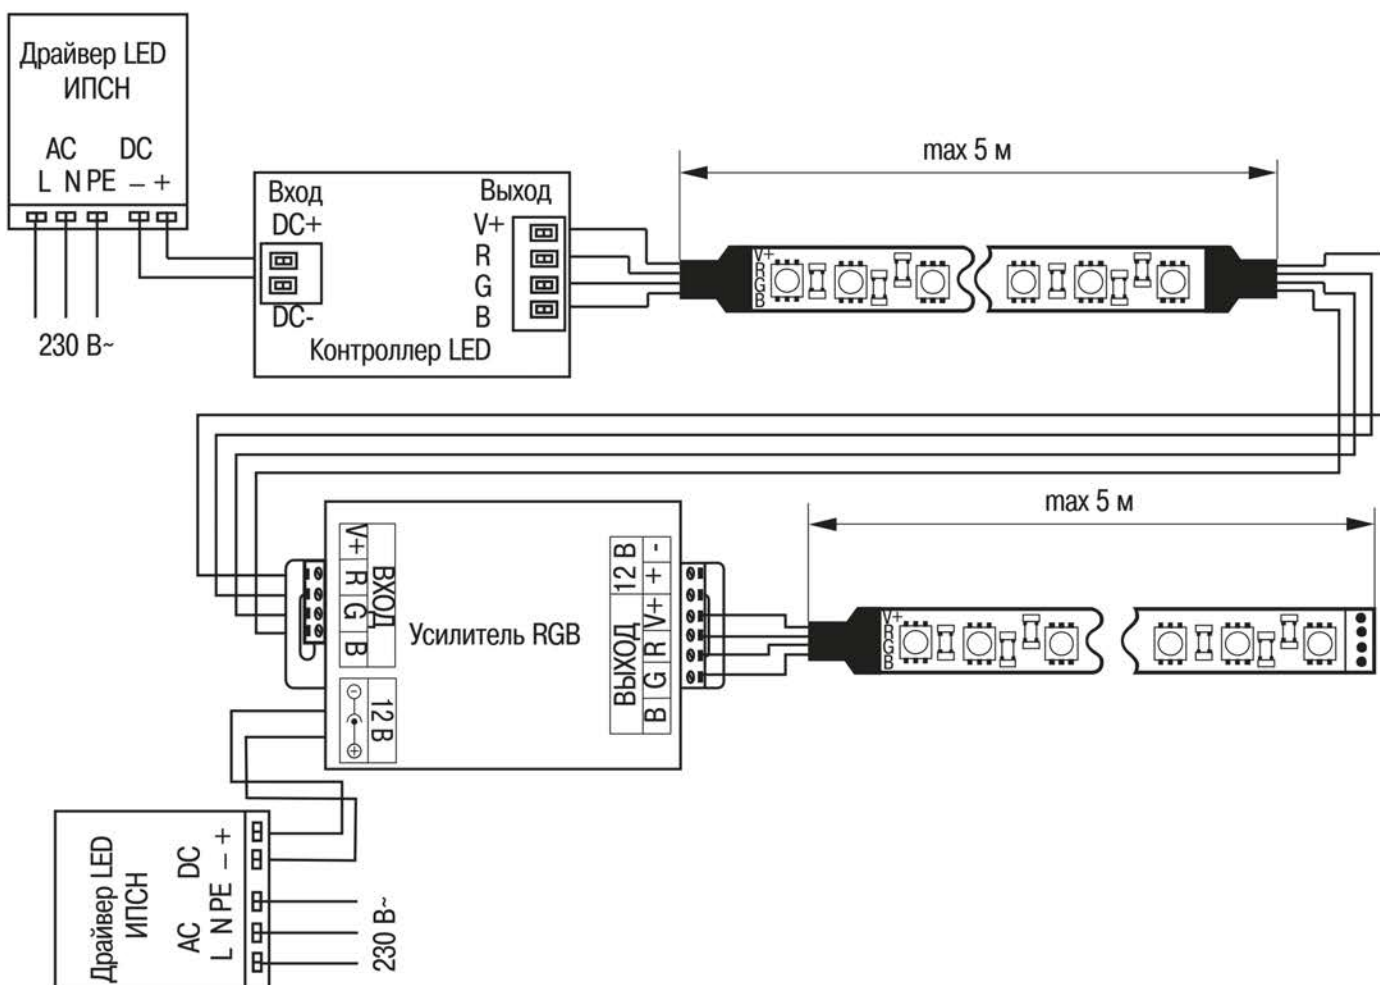 Драйвер LED
ИПСН
AC DC
L N PE – +
230 В~
Вход
DC+
DC-
Выход
V+
R
G
B
Контроллер LED
max 5 м
V+
R
G
B
max 5 м
V+ R G B
ВХОД
12 В
Усилитель RGB
12 В - +
ВЫХОД V+ R G B
V+
R
G
B
Драйвер LED
ИПСН
AC DC
L N PE – +
230 В~